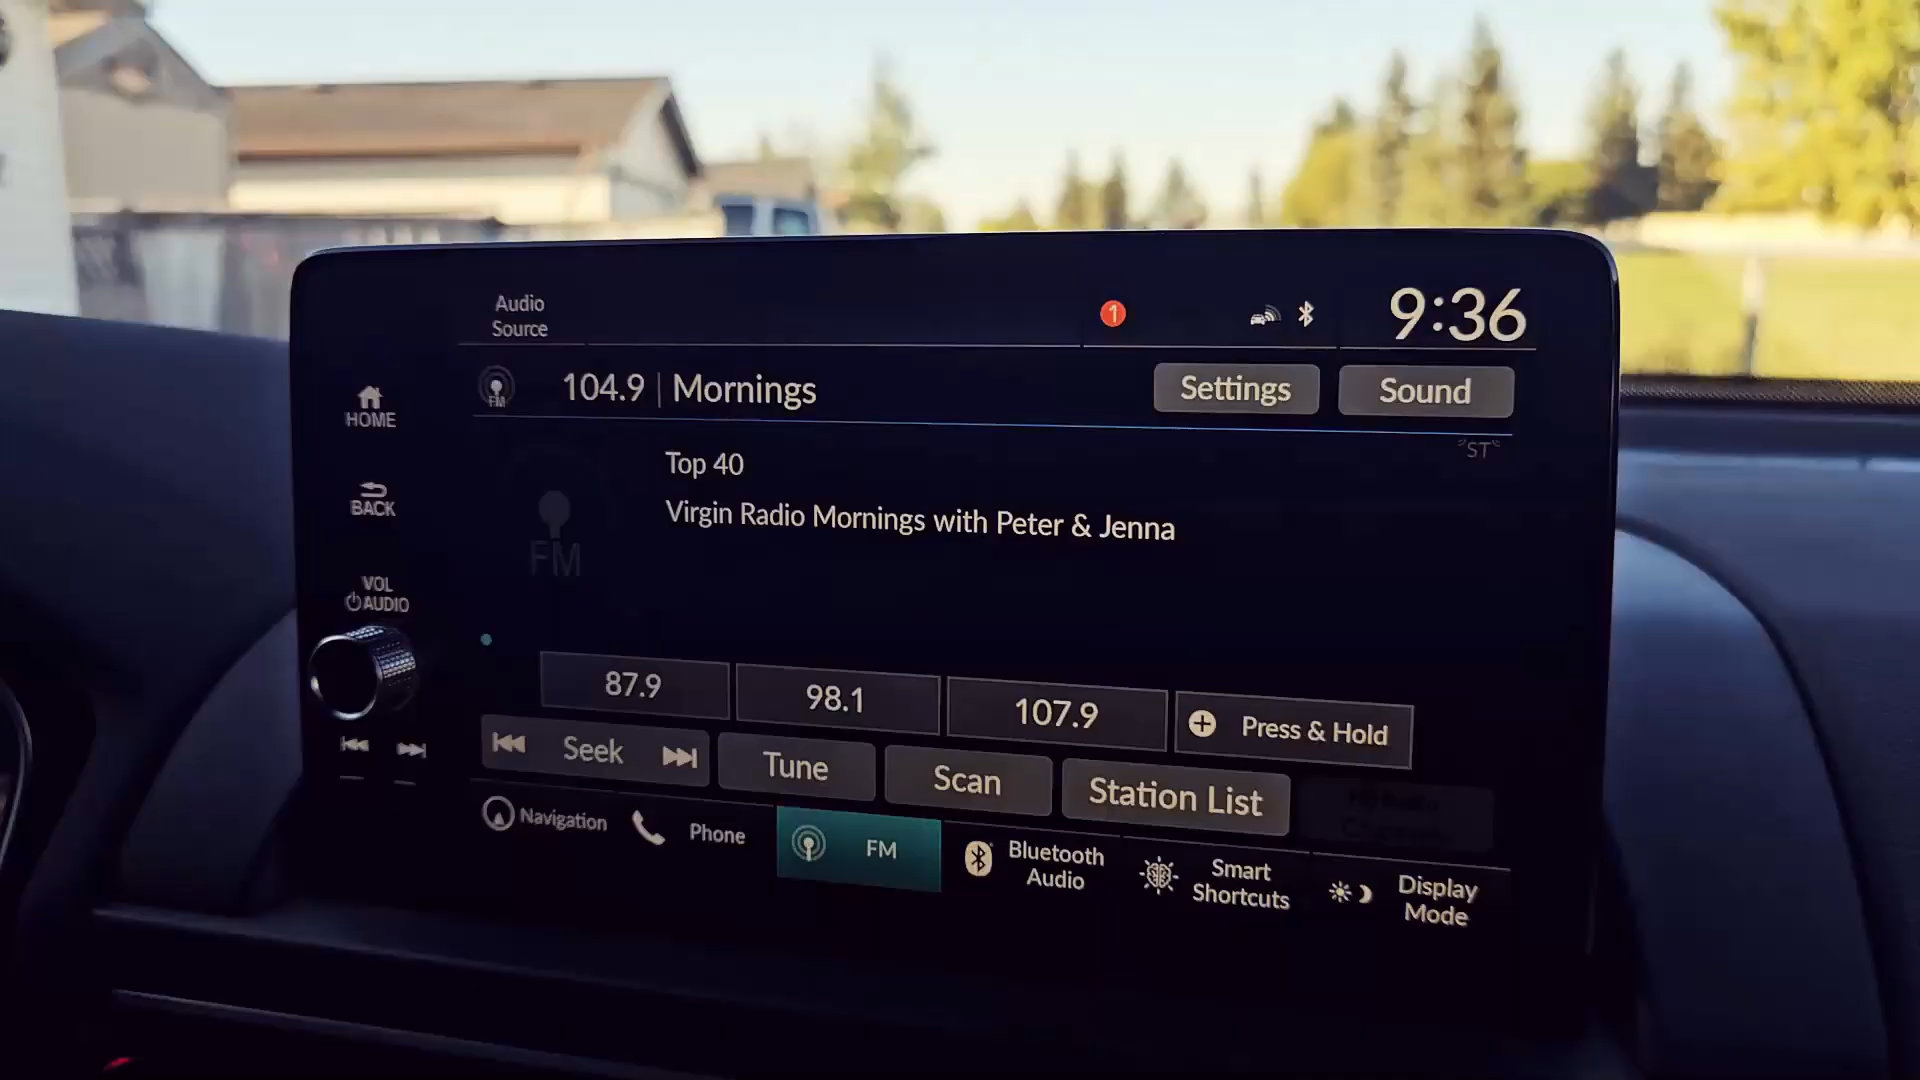 Audio
Source
1
9:36
FM
104.9 | Mornings
Settings
Sound
HOME
"ST"
Top 40
BACK
Virgin Radio Mornings with Peter & Jenna
FM
VOL
AUDIO
87.9
98.1
107.9
Press & Hold
Seek
Tune
Scan
Station List
Navigation
Phone
FM
Bluetooth
Audio
Smart
Shortcuts
Display
Mode